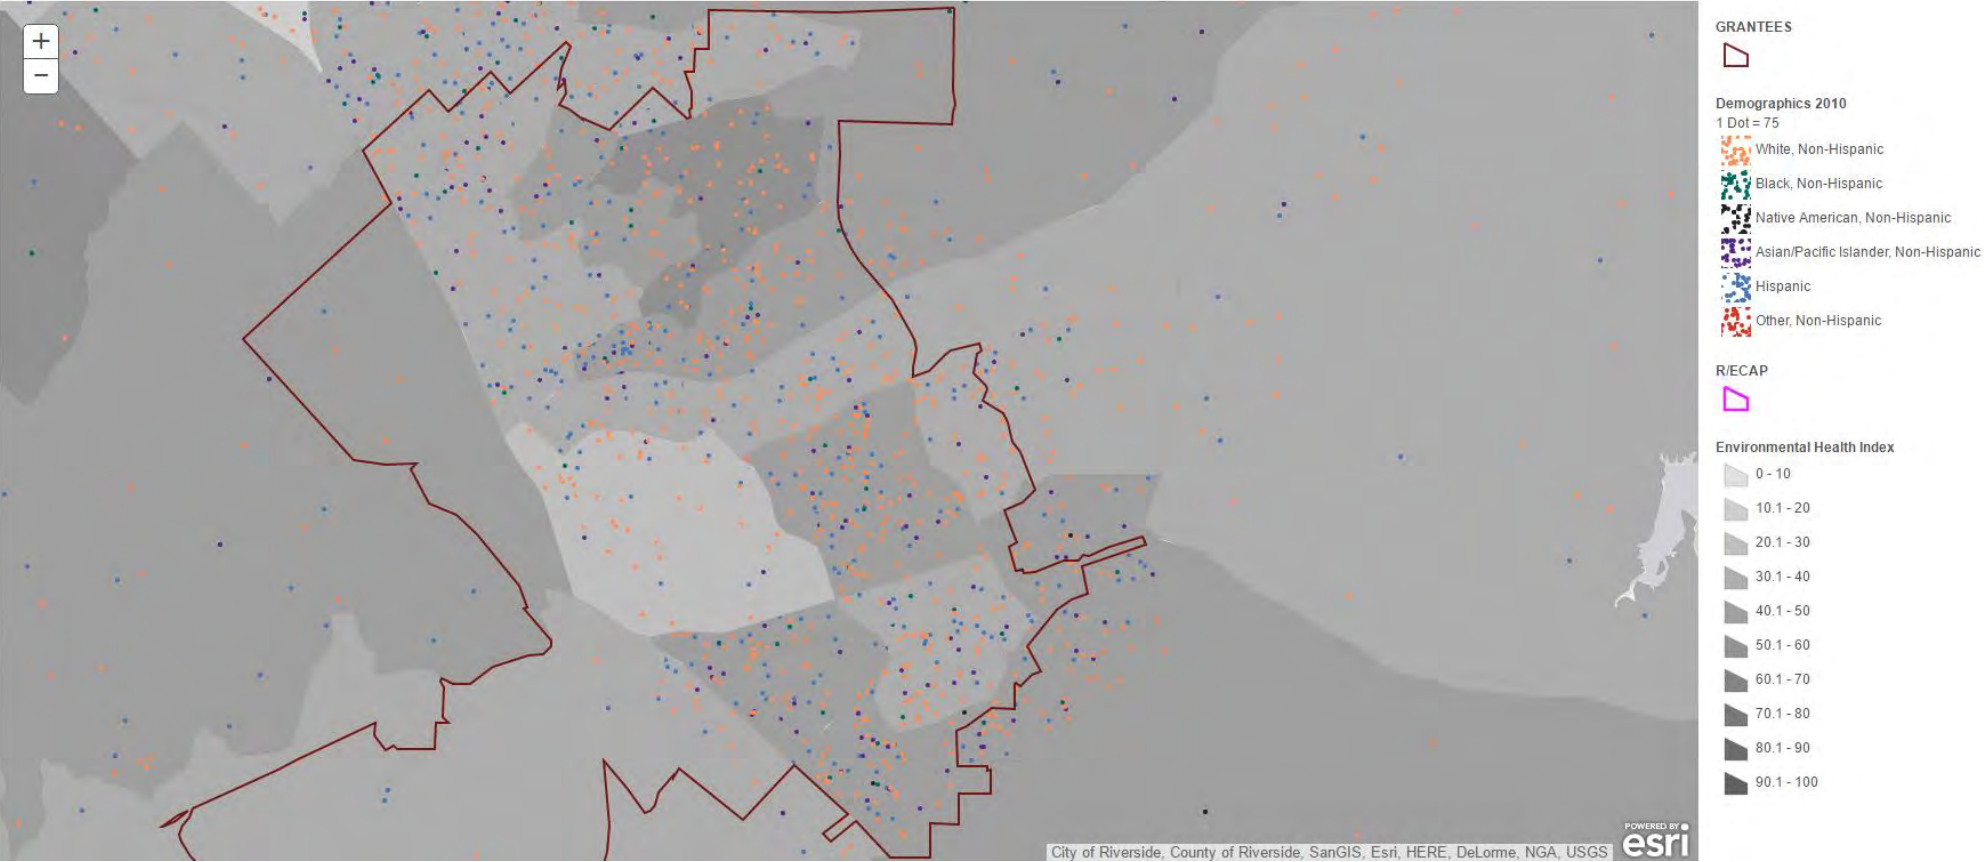 +
−
GRANTEES
Demographics 2010
1 Dot = 75
White, Non-Hispanic
Black, Non-Hispanic
Native American, Non-Hispanic
Asian/Pacific Islander, Non-Hispanic
Hispanic
Other, Non-Hispanic
R/ECAP
Environmental Health Index
0 - 10
10.1 - 20
20.1 - 30
30.1 - 40
40.1 - 50
50.1 - 60
60.1 - 70
70.1 - 80
80.1 - 90
90.1 - 100
City of Riverside, County of Riverside, SanGIS, Esri, HERE, DeLorme, NGA, USGS
POWERED BY
esri